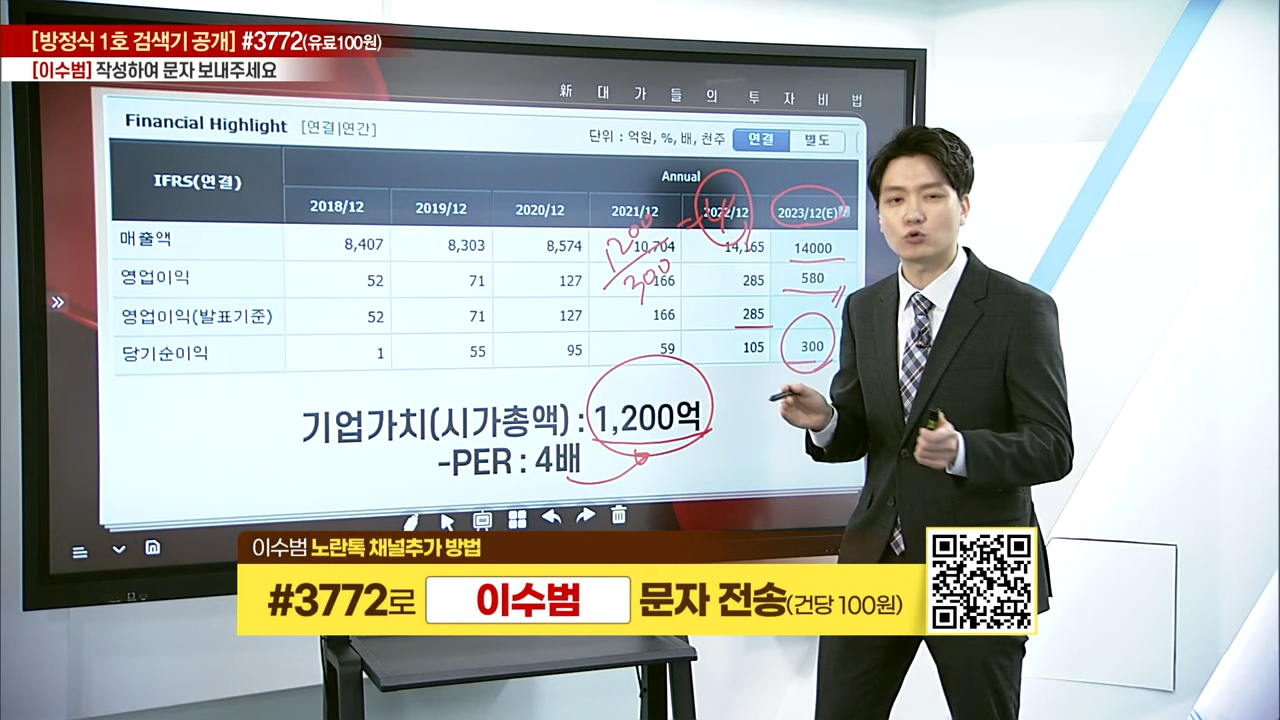 [방정식 1호 검색기 공개] #3772(유료100원)
[이수범] 작성하여 문자 보내주세요
新 대 가 들 의 투 자 비 법
Financial Highlight [연결|연간]
단위 : 억원, %, 배, 천주 연결 별도
IFRS(연결) Annual
2018/12 2019/12 2020/12 2021/12 2022/12 2023/12(E)
매출액 8,407 8,303 8,574 10,704 14,165 14000
영업이익 52 71 127 166 285 580
영업이익(발표기준) 52 71 127 166 285
당기순이익 1 55 95 59 105 300
1200
300
= 4
기업가치(시가총액) : 1,200억
-PER : 4배
이수범 노란톡 채널추가 방법
#3772로 이수범 문자 전송(건당 100원)